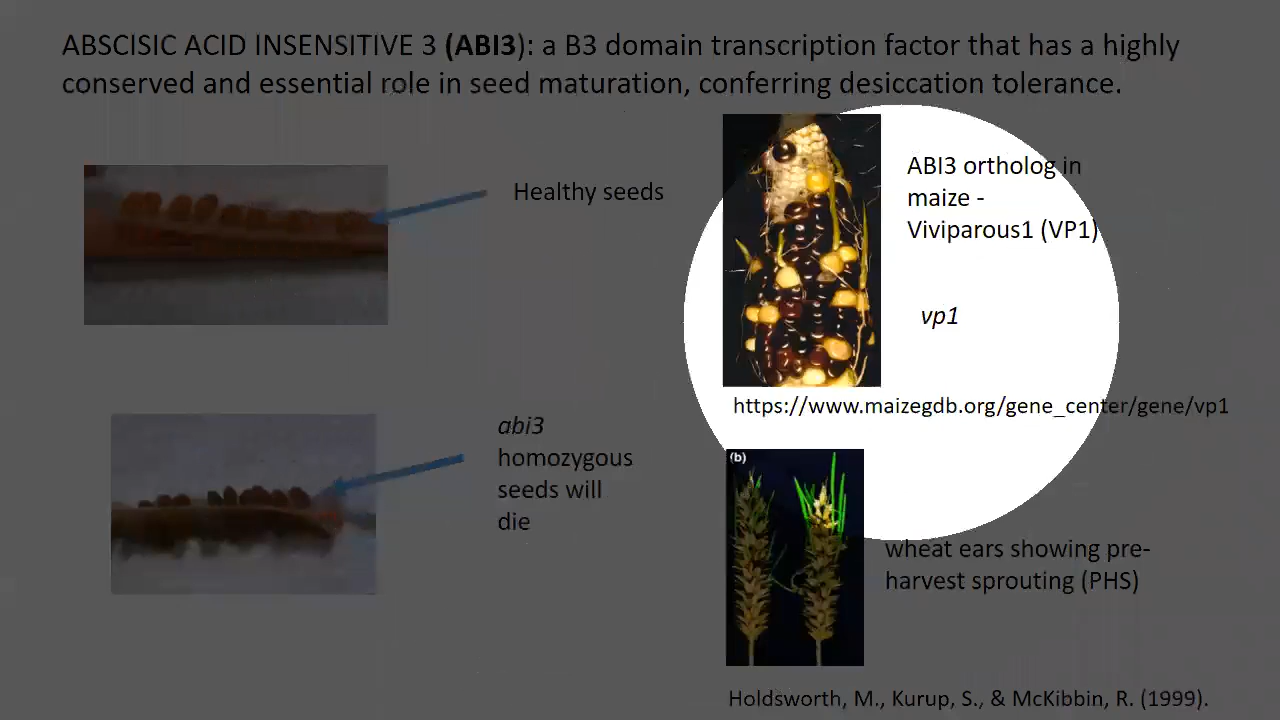 ABSCISIC ACID INSENSITIVE 3 (ABI3): a B3 domain transcription factor that has a highly
conserved and essential role in seed maturation, conferring desiccation tolerance.
Healthy seeds
abi3
homozygous
seeds will
die
ABI3 ortholog in
maize -
Viviparous1 (VP1)
vp1
https://www.maizegdb.org/gene_center/gene/vp1
(b)
wheat ears showing pre-
harvest sprouting (PHS)
Holdsworth, M., Kurup, S., & McKibbin, R. (1999).